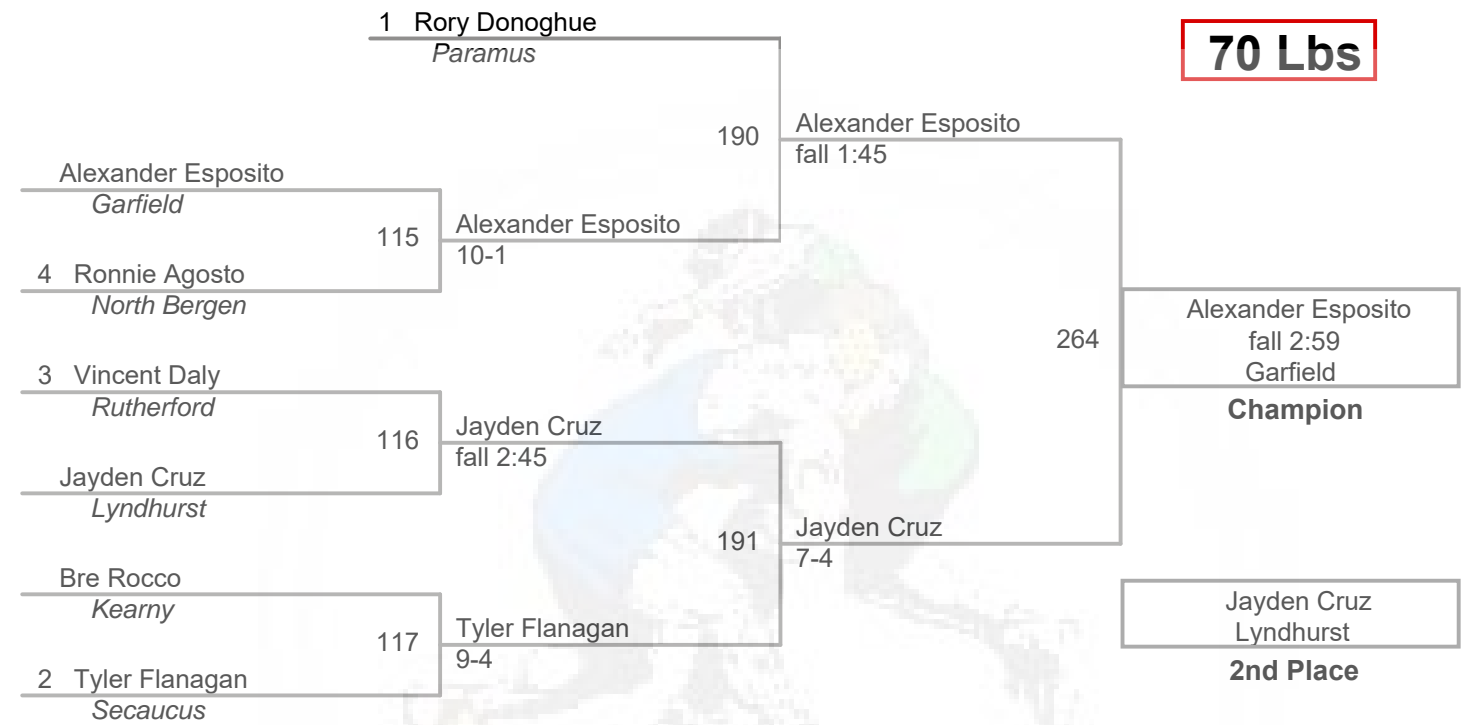 1 Rory Donoghue
Paramus
70 Lbs
190
Alexander Esposito
fall 1:45
Alexander Esposito
Garfield
115
Alexander Esposito
10-1
4 Ronnie Agosto
North Bergen
264
Alexander Esposito
fall 2:59
Garfield
Champion
3 Vincent Daly
Rutherford
116
Jayden Cruz
fall 2:45
Jayden Cruz
Lyndhurst
191
Jayden Cruz
7-4
Bre Rocco
Kearny
117
Tyler Flanagan
9-4
2 Tyler Flanagan
Secaucus
Jayden Cruz
Lyndhurst
2nd Place